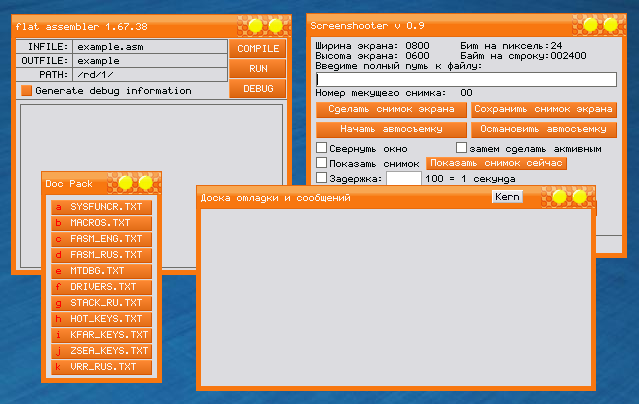 flat assembler 1.67.38
INFILE: example.asm
OUTFILE: example
PATH: /rd/1/
COMPILE
RUN
DEBUG
Generate debug information
Screenshooter v 0.9
Ширина экрана: 0800 Бит на пиксель:24
Высота экрана: 0600 Байт на строку:002400
Введите полный путь к файлу:
Номер текущего снимка: 00
Сделать снимок экрана Сохранить снимок экрана
Начать автосъемку Остановить автосъемку
Свернуть окно затем сделать активным
Показать снимок Показать снимок сейчас
Задержка: 100 = 1 секунда
Doc Pack
a SYSFUNCR.TXT
b MACROS.TXT
c FASM_ENG.TXT
d FASM_RUS.TXT
e MTDBG.TXT
f DRIVERS.TXT
g STACK_RU.TXT
h HOT_KEYS.TXT
i KFAR_KEYS.TXT
j ZSEA_KEYS.TXT
k VRR_RUS.TXT
Доска отладки и сообщений Kern